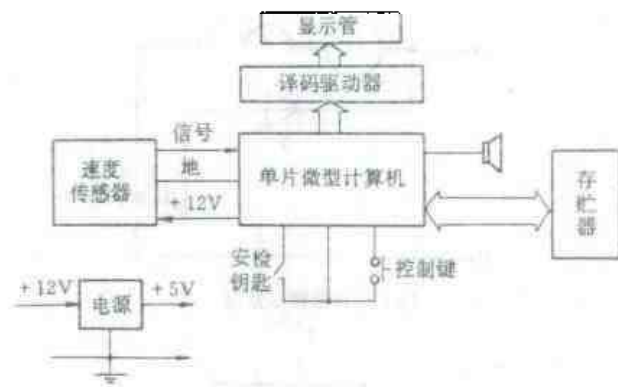 显示管
译码驱动器
信号
速度
传感器
地
+12V
单片微型计算机
存
贮
器
安检
钥匙
控制键
+12V
电源
+5V